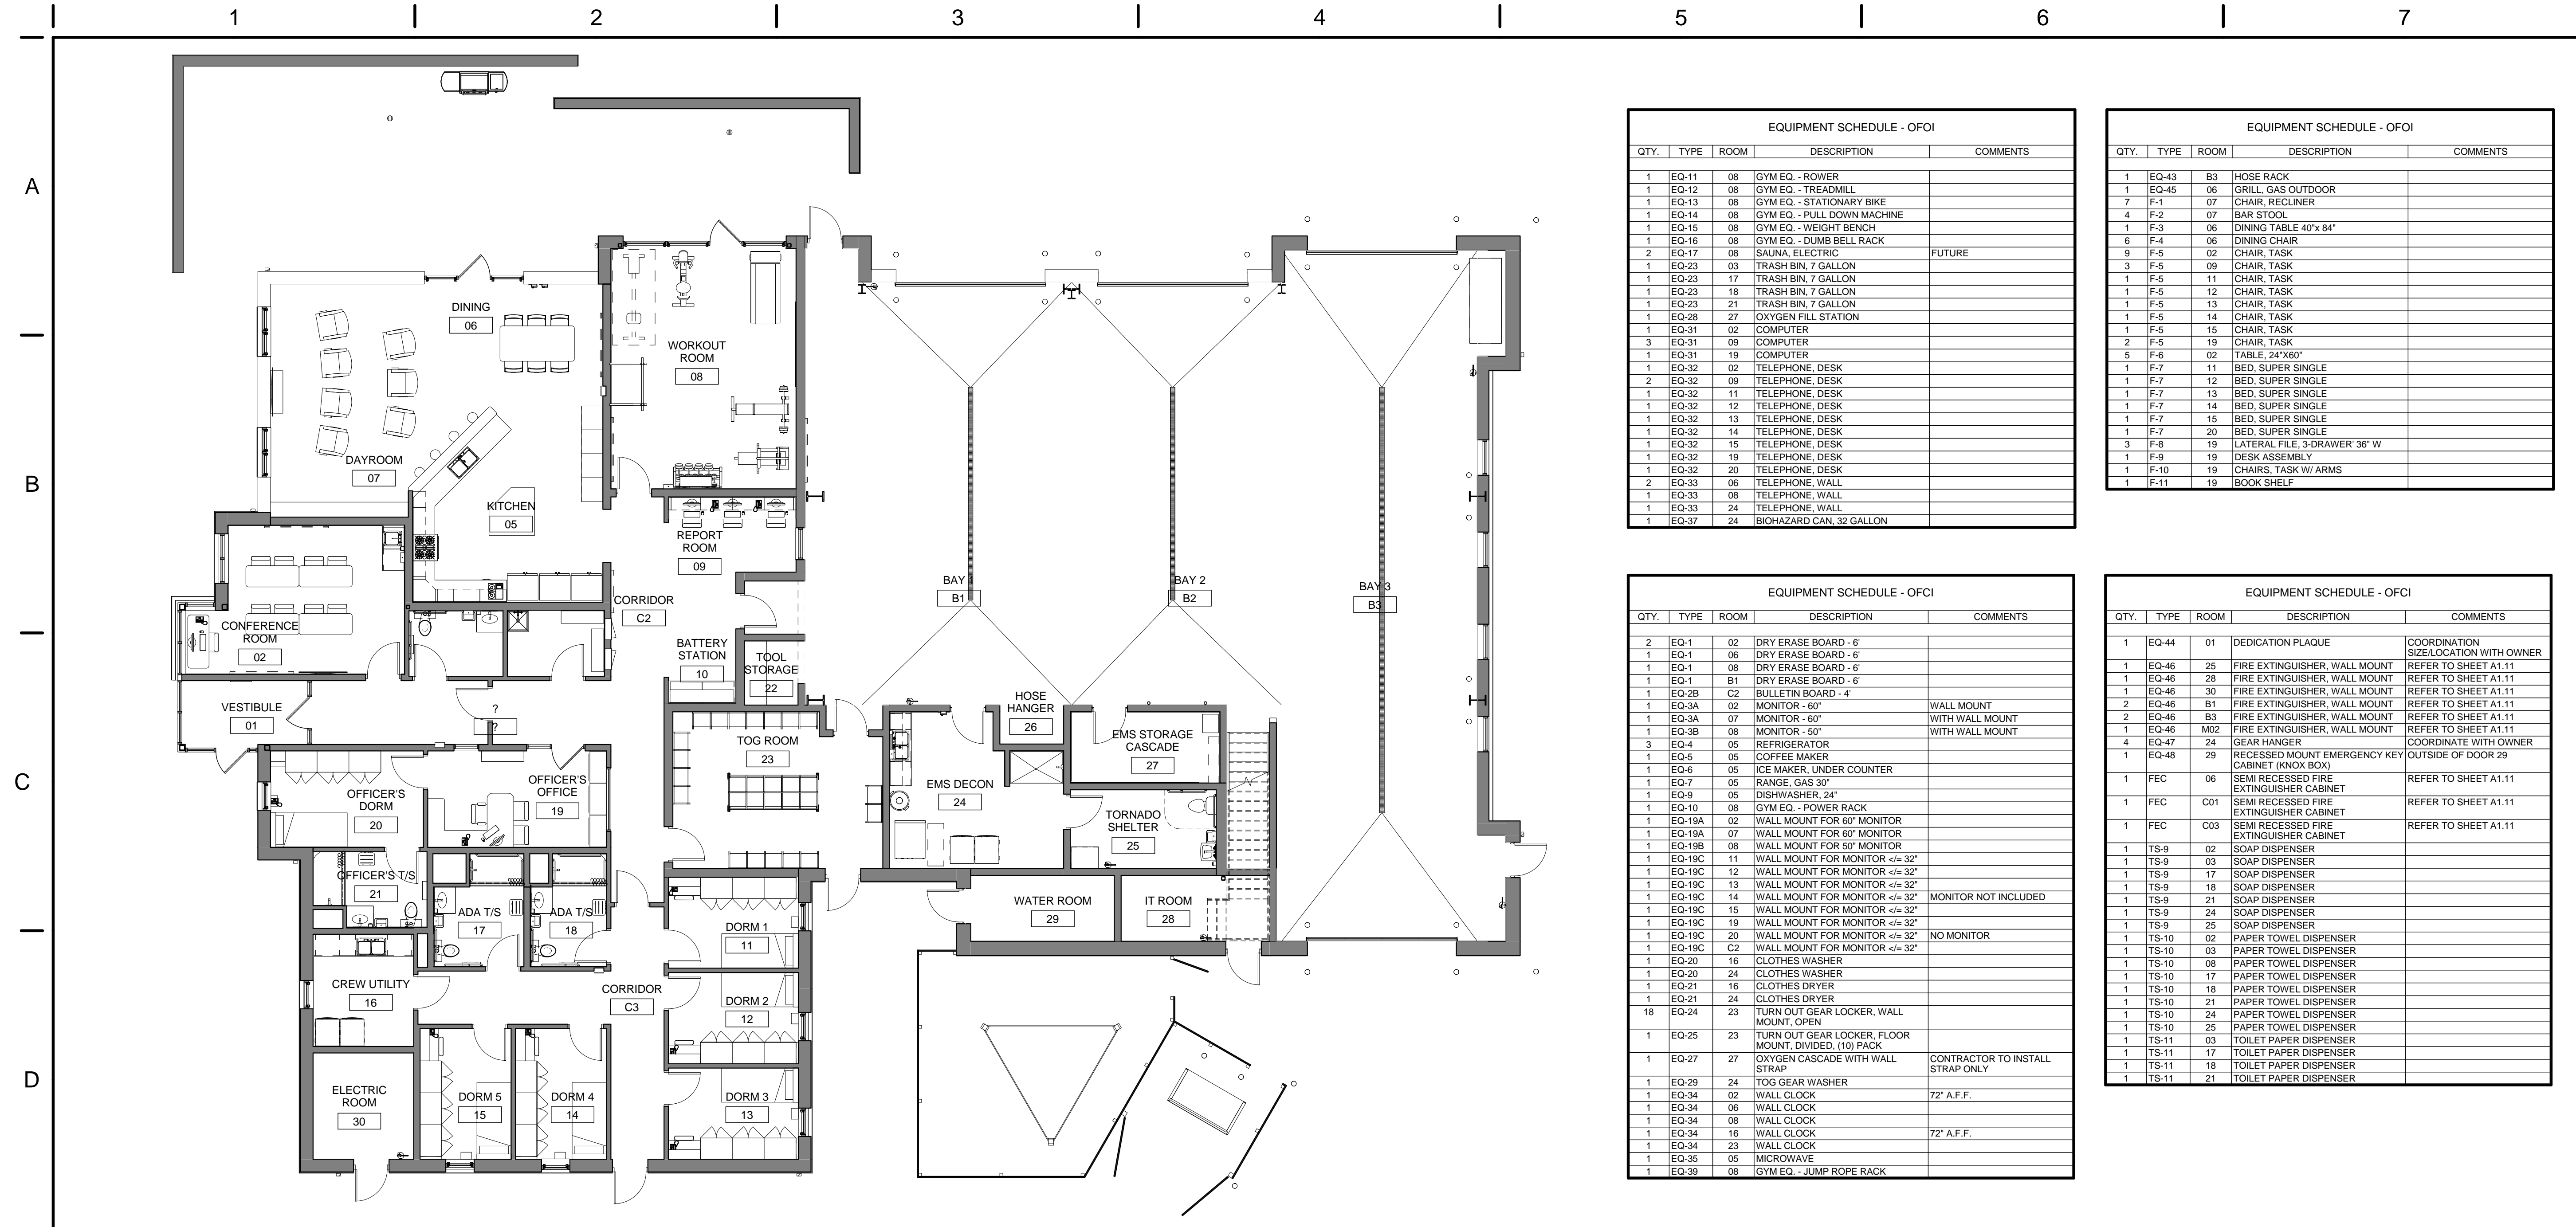 1 2 3 4 5 6 7
A
B
C
D
DINING
06
WORKOUT
ROOM
08
DAYROOM
07
KITCHEN
05
REPORT
ROOM
09
CORRIDOR
C2
CONFERENCE
ROOM
02
BATTERY
STATION
10
TOOL
STORAGE
22
BAY 1
B1
BAY 2
B2
BAY 3
B3
VESTIBULE
01
?
?
HOSE
HANGER
26
TOG ROOM
23
EMS STORAGE
CASCADE
27
OFFICER'S
OFFICE
19
OFFICER'S
DORM
20
EMS DECON
24
TORNADO
SHELTER
25
OFFICER'S T/S
21
ADA T/S
17
ADA T/S
18
WATER ROOM
29
IT ROOM
28
DORM 1
11
CREW UTILITY
16
CORRIDOR
C3
DORM 2
12
ELECTRIC
ROOM
30
DORM 5
15
DORM 4
14
DORM 3
13
EQUIPMENT SCHEDULE - OFOI
QTY. TYPE ROOM DESCRIPTION COMMENTS
1 EQ-11 08 GYM EQ. - ROWER
1 EQ-12 08 GYM EQ. - TREADMILL
1 EQ-13 08 GYM EQ. - STATIONARY BIKE
1 EQ-14 08 GYM EQ. - PULL DOWN MACHINE
1 EQ-15 08 GYM EQ. - WEIGHT BENCH
1 EQ-16 08 GYM EQ. - DUMB BELL RACK
2 EQ-17 08 SAUNA, ELECTRIC FUTURE
1 EQ-23 03 TRASH BIN, 7 GALLON
1 EQ-23 17 TRASH BIN, 7 GALLON
1 EQ-23 18 TRASH BIN, 7 GALLON
1 EQ-23 21 TRASH BIN, 7 GALLON
1 EQ-28 27 OXYGEN FILL STATION
1 EQ-31 02 COMPUTER
3 EQ-31 09 COMPUTER
1 EQ-31 19 COMPUTER
1 EQ-32 02 TELEPHONE, DESK
2 EQ-32 09 TELEPHONE, DESK
1 EQ-32 11 TELEPHONE, DESK
1 EQ-32 12 TELEPHONE, DESK
1 EQ-32 13 TELEPHONE, DESK
1 EQ-32 14 TELEPHONE, DESK
1 EQ-32 15 TELEPHONE, DESK
1 EQ-32 19 TELEPHONE, DESK
1 EQ-32 20 TELEPHONE, DESK
2 EQ-33 06 TELEPHONE, WALL
1 EQ-33 08 TELEPHONE, WALL
1 EQ-33 24 TELEPHONE, WALL
1 EQ-37 24 BIOHAZARD CAN, 32 GALLON
EQUIPMENT SCHEDULE - OFOI
QTY. TYPE ROOM DESCRIPTION COMMENTS
1 EQ-43 B3 HOSE RACK
1 EQ-45 06 GRILL, GAS OUTDOOR
7 F-1 07 CHAIR, RECLINER
4 F-2 07 BAR STOOL
1 F-3 06 DINING TABLE 40"x 84"
6 F-4 06 DINING CHAIR
9 F-5 02 CHAIR, TASK
3 F-5 09 CHAIR, TASK
1 F-5 11 CHAIR, TASK
1 F-5 12 CHAIR, TASK
1 F-5 13 CHAIR, TASK
1 F-5 14 CHAIR, TASK
1 F-5 15 CHAIR, TASK
2 F-5 19 CHAIR, TASK
5 F-6 02 TABLE, 24"X60"
1 F-7 11 BED, SUPER SINGLE
1 F-7 12 BED, SUPER SINGLE
1 F-7 13 BED, SUPER SINGLE
1 F-7 14 BED, SUPER SINGLE
1 F-7 15 BED, SUPER SINGLE
1 F-7 20 BED, SUPER SINGLE
3 F-8 19 LATERAL FILE, 3-DRAWER' 36" W
1 F-9 19 DESK ASSEMBLY
1 F-10 19 CHAIRS, TASK W/ ARMS
1 F-11 19 BOOK SHELF
EQUIPMENT SCHEDULE - OFCI
QTY. TYPE ROOM DESCRIPTION COMMENTS
2 EQ-1 02 DRY ERASE BOARD - 6'
1 EQ-1 06 DRY ERASE BOARD - 6'
1 EQ-1 08 DRY ERASE BOARD - 6'
1 EQ-1 B1 DRY ERASE BOARD - 6'
1 EQ-2B C2 BULLETIN BOARD - 4'
1 EQ-3A 02 MONITOR - 60" WALL MOUNT
1 EQ-3A 07 MONITOR - 60" WITH WALL MOUNT
1 EQ-3B 08 MONITOR - 50" WITH WALL MOUNT
3 EQ-4 05 REFRIGERATOR
1 EQ-5 05 COFFEE MAKER
1 EQ-6 05 ICE MAKER, UNDER COUNTER
1 EQ-7 05 RANGE, GAS 30"
1 EQ-9 05 DISHWASHER, 24"
1 EQ-10 08 GYM EQ. - POWER RACK
1 EQ-19A 02 WALL MOUNT FOR 60" MONITOR
1 EQ-19A 07 WALL MOUNT FOR 60" MONITOR
1 EQ-19B 08 WALL MOUNT FOR 50" MONITOR
1 EQ-19C 11 WALL MOUNT FOR MONITOR </= 32"
1 EQ-19C 12 WALL MOUNT FOR MONITOR </= 32"
1 EQ-19C 13 WALL MOUNT FOR MONITOR </= 32"
1 EQ-19C 14 WALL MOUNT FOR MONITOR </= 32" MONITOR NOT INCLUDED
1 EQ-19C 15 WALL MOUNT FOR MONITOR </= 32"
1 EQ-19C 19 WALL MOUNT FOR MONITOR </= 32"
1 EQ-19C 20 WALL MOUNT FOR MONITOR </= 32" NO MONITOR
1 EQ-19C C2 WALL MOUNT FOR MONITOR </= 32"
1 EQ-20 16 CLOTHES WASHER
1 EQ-20 24 CLOTHES WASHER
1 EQ-21 16 CLOTHES DRYER
1 EQ-21 24 CLOTHES DRYER
18 EQ-24 23 TURN OUT GEAR LOCKER, WALL
MOUNT, OPEN
1 EQ-25 23 TURN OUT GEAR LOCKER, FLOOR
MOUNT, DIVIDED, (10) PACK
1 EQ-27 27 OXYGEN CASCADE WITH WALL CONTRACTOR TO INSTALL
STRAP STRAP ONLY
1 EQ-29 24 TOG GEAR WASHER
1 EQ-34 02 WALL CLOCK 72" A.F.F.
1 EQ-34 06 WALL CLOCK
1 EQ-34 08 WALL CLOCK
1 EQ-34 16 WALL CLOCK 72" A.F.F.
1 EQ-34 23 WALL CLOCK
1 EQ-35 05 MICROWAVE
1 EQ-39 08 GYM EQ. - JUMP ROPE RACK
EQUIPMENT SCHEDULE - OFCI
QTY. TYPE ROOM DESCRIPTION COMMENTS
1 EQ-44 01 DEDICATION PLAQUE COORDINATION
SIZE/LOCATION WITH OWNER
1 EQ-46 25 FIRE EXTINGUISHER, WALL MOUNT REFER TO SHEET A1.11
1 EQ-46 28 FIRE EXTINGUISHER, WALL MOUNT REFER TO SHEET A1.11
1 EQ-46 30 FIRE EXTINGUISHER, WALL MOUNT REFER TO SHEET A1.11
2 EQ-46 B1 FIRE EXTINGUISHER, WALL MOUNT REFER TO SHEET A1.11
2 EQ-46 B3 FIRE EXTINGUISHER, WALL MOUNT REFER TO SHEET A1.11
1 EQ-46 M02 FIRE EXTINGUISHER, WALL MOUNT REFER TO SHEET A1.11
4 EQ-47 24 GEAR HANGER COORDINATE WITH OWNER
1 EQ-48 29 RECESSED MOUNT EMERGENCY KEY OUTSIDE OF DOOR 29
CABINET (KNOX BOX)
1 FEC 06 SEMI RECESSED FIRE REFER TO SHEET A1.11
EXTINGUISHER CABINET
1 FEC C01 SEMI RECESSED FIRE REFER TO SHEET A1.11
EXTINGUISHER CABINET
1 FEC C03 SEMI RECESSED FIRE REFER TO SHEET A1.11
EXTINGUISHER CABINET
1 TS-9 02 SOAP DISPENSER
1 TS-9 03 SOAP DISPENSER
1 TS-9 17 SOAP DISPENSER
1 TS-9 18 SOAP DISPENSER
1 TS-9 21 SOAP DISPENSER
1 TS-9 24 SOAP DISPENSER
1 TS-9 25 SOAP DISPENSER
1 TS-10 02 PAPER TOWEL DISPENSER
1 TS-10 03 PAPER TOWEL DISPENSER
1 TS-10 08 PAPER TOWEL DISPENSER
1 TS-10 17 PAPER TOWEL DISPENSER
1 TS-10 18 PAPER TOWEL DISPENSER
1 TS-10 21 PAPER TOWEL DISPENSER
1 TS-10 24 PAPER TOWEL DISPENSER
1 TS-10 25 PAPER TOWEL DISPENSER
1 TS-11 03 TOILET PAPER DISPENSER
1 TS-11 17 TOILET PAPER DISPENSER
1 TS-11 18 TOILET PAPER DISPENSER
1 TS-11 21 TOILET PAPER DISPENSER